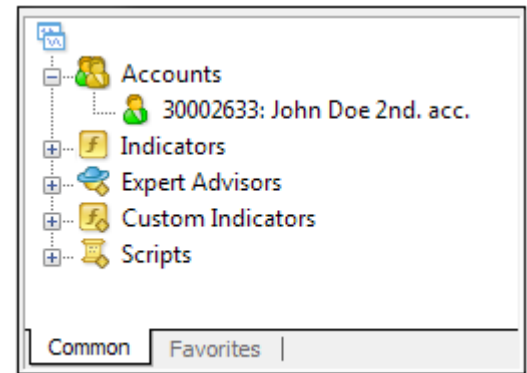 Accounts
30002633: John Doe 2nd. acc.
Indicators
Expert Advisors
Custom Indicators
Scripts
Common Favorites